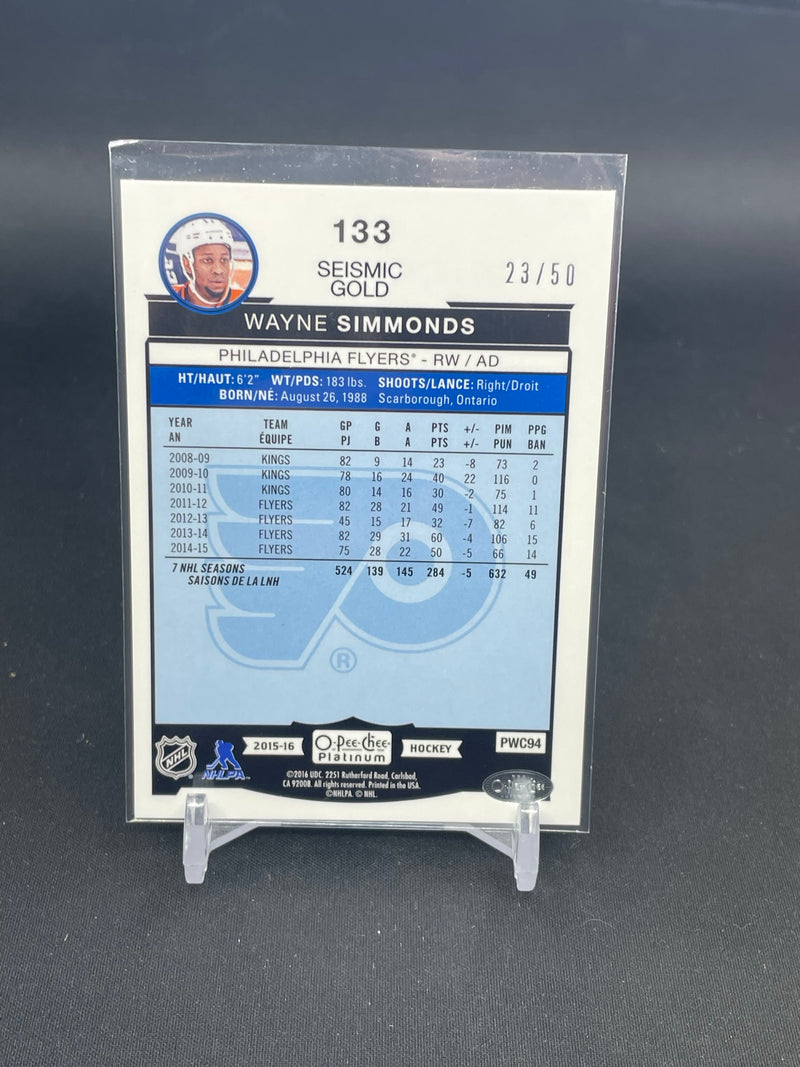 133
SEISMIC
GOLD
23/50
WAYNE SIMMONDS
PHILADELPHIA FLYERS® - RW / AD
HT/HAUT: 6'2" WT/PDS: 183 lbs. SHOOTS/LANCE: Right/Droit
BORN/NÉ: August 26, 1988 Scarborough, Ontario
YEAR TEAM GP G A PTS +/- PIM PPG
AN ÉQUIPE PJ B A PTS +/- PUN BAN
2008-09 KINGS 82 9 14 23 -8 73 2
2009-10 KINGS 78 16 24 40 22 116 0
2010-11 KINGS 80 14 16 30 -2 75 1
2011-12 FLYERS 82 28 21 49 -1 114 11
2012-13 FLYERS 45 15 17 32 -7 82 6
2013-14 FLYERS 82 29 31 60 -4 106 15
2014-15 FLYERS 75 28 22 50 -5 66 14
7 NHL SEASONS 524 139 145 284 -5 632 49
SAISONS DE LA LNH
®
NHL
NHLPA
2015-16
O-Pee-Chee
Platinum
HOCKEY
PWC94
©2016 UDC. 2251 Rutherford Road, Carlsbad,
CA 92008. All rights reserved. Printed in the USA.
©NHLPA. © NHL.
O-Pee-Chee